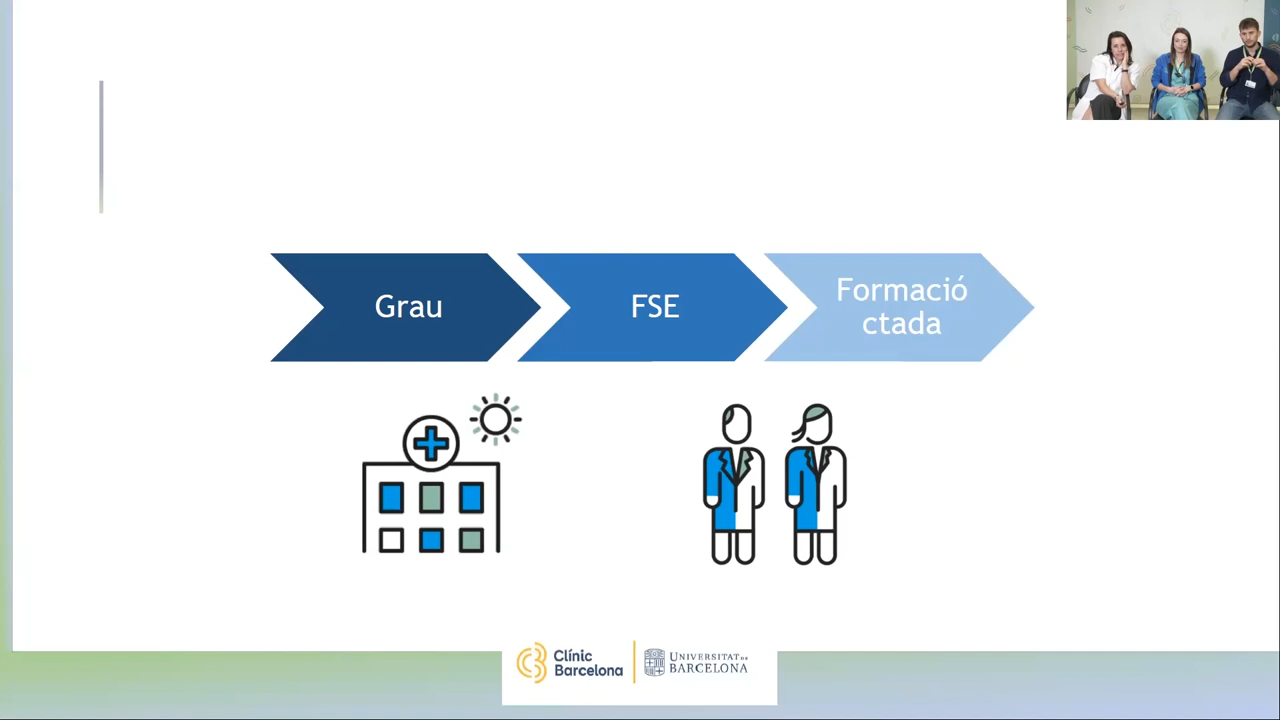 Grau
FSE
Formació
ctada
Clínic
Barcelona
UNIVERSITAT DE
BARCELONA